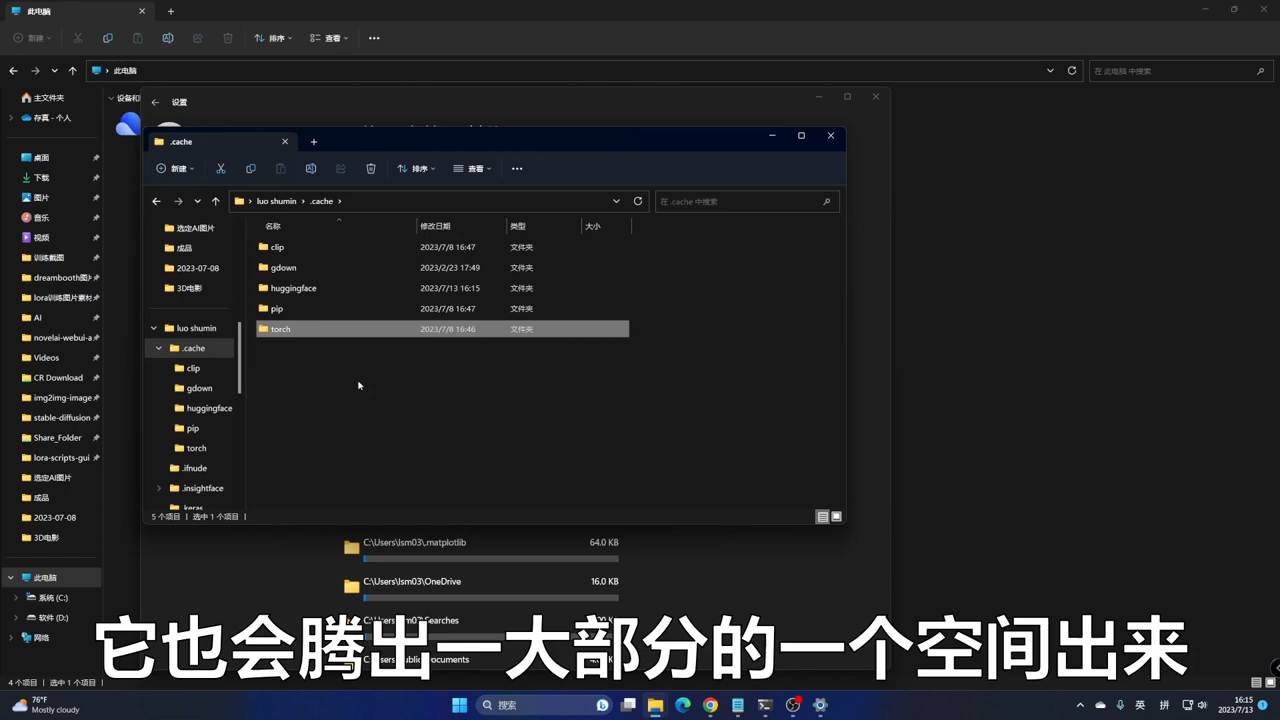 此电脑
新建
排序
查看
此电脑
在 此电脑 中搜索
主文件夹
存真 - 个人
桌面
下载
图片
音乐
视频
训练截图
dreambooth图片
lora训练图片素材
AI
novelai-webui-a
Videos
CR Download
img2img-image
stable-diffusion
Share_Folder
lora-scripts-gui
选定AI图片
成品
2023-07-08
3D电影
此电脑
系统 (C:)
软件 (D:)
网络
4 个项目
选中 1 个项目
设置
.cache
新建
排序
查看
luo shumin
.cache
在 .cache 中搜索
选定AI图片
成品
2023-07-08
3D电影
luo shumin
.cache
clip
gdown
huggingface
pip
torch
.ifnude
.insightface
.keras
名称
修改日期
类型
大小
clip 2023/7/8 16:47 文件夹
gdown 2023/2/23 17:49 文件夹
huggingface 2023/7/13 16:15 文件夹
pip 2023/7/8 16:47 文件夹
torch 2023/7/8 16:46 文件夹
5 个项目
选中 1 个项目
C:\Users\lsm03\.matplotlib 64.0 KB
C:\Users\lsm03\OneDrive 16.0 KB
它也会腾出一大部分的一个空间出来
76°F
Mostly cloudy
搜索
英
拼
16:15
2023/7/13